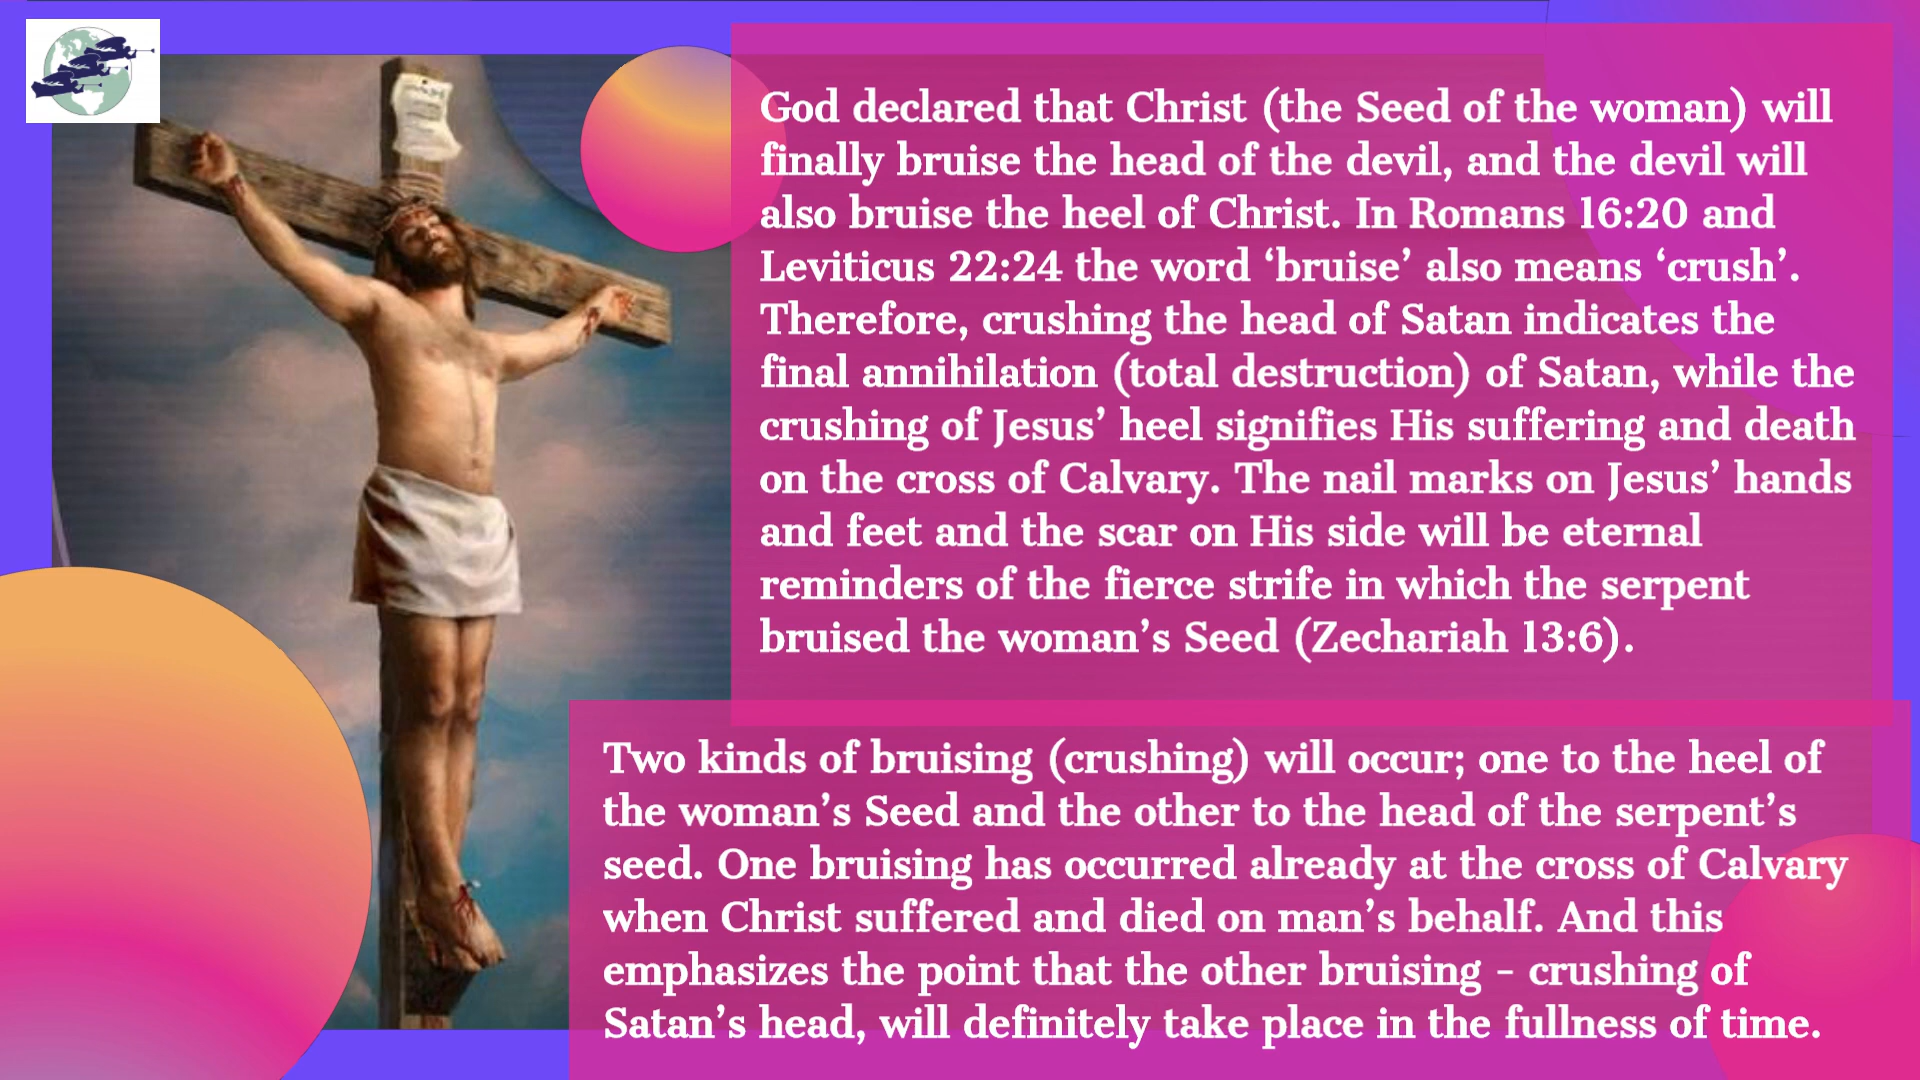 God declared that Christ (the Seed of the woman) will
finally bruise the head of the devil, and the devil will
also bruise the heel of Christ. In Romans 16:20 and
Leviticus 22:24 the word ‘bruise’ also means ‘crush’.
Therefore, crushing the head of Satan indicates the
final annihilation (total destruction) of Satan, while the
crushing of Jesus’ heel signifies His suffering and death
on the cross of Calvary. The nail marks on Jesus’ hands
and feet and the scar on His side will be eternal
reminders of the fierce strife in which the serpent
bruised the woman’s Seed (Zechariah 13:6).
Two kinds of bruising (crushing) will occur; one to the heel of
the woman’s Seed and the other to the head of the serpent’s
seed. One bruising has occurred already at the cross of Calvary
when Christ suffered and died on man’s behalf. And this
emphasizes the point that the other bruising - crushing of
Satan’s head, will definitely take place in the fullness of time.